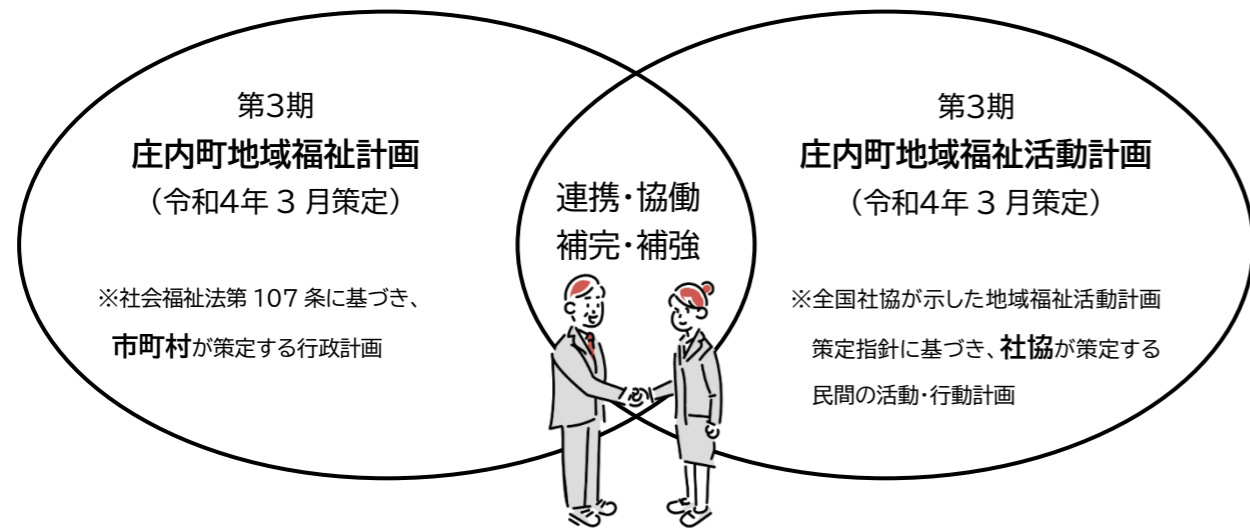 第3期
庄内町地域福祉計画
（令和4年 3 月策定）
※社会福祉法第 107 条に基づき、
市町村が策定する行政計画
連携・協働
補完・補強
第3期
庄内町地域福祉活動計画
（令和4年 3 月策定）
※全国社協が示した地域福祉活動計画
策定指針に基づき、社協が策定する
民間の活動・行動計画